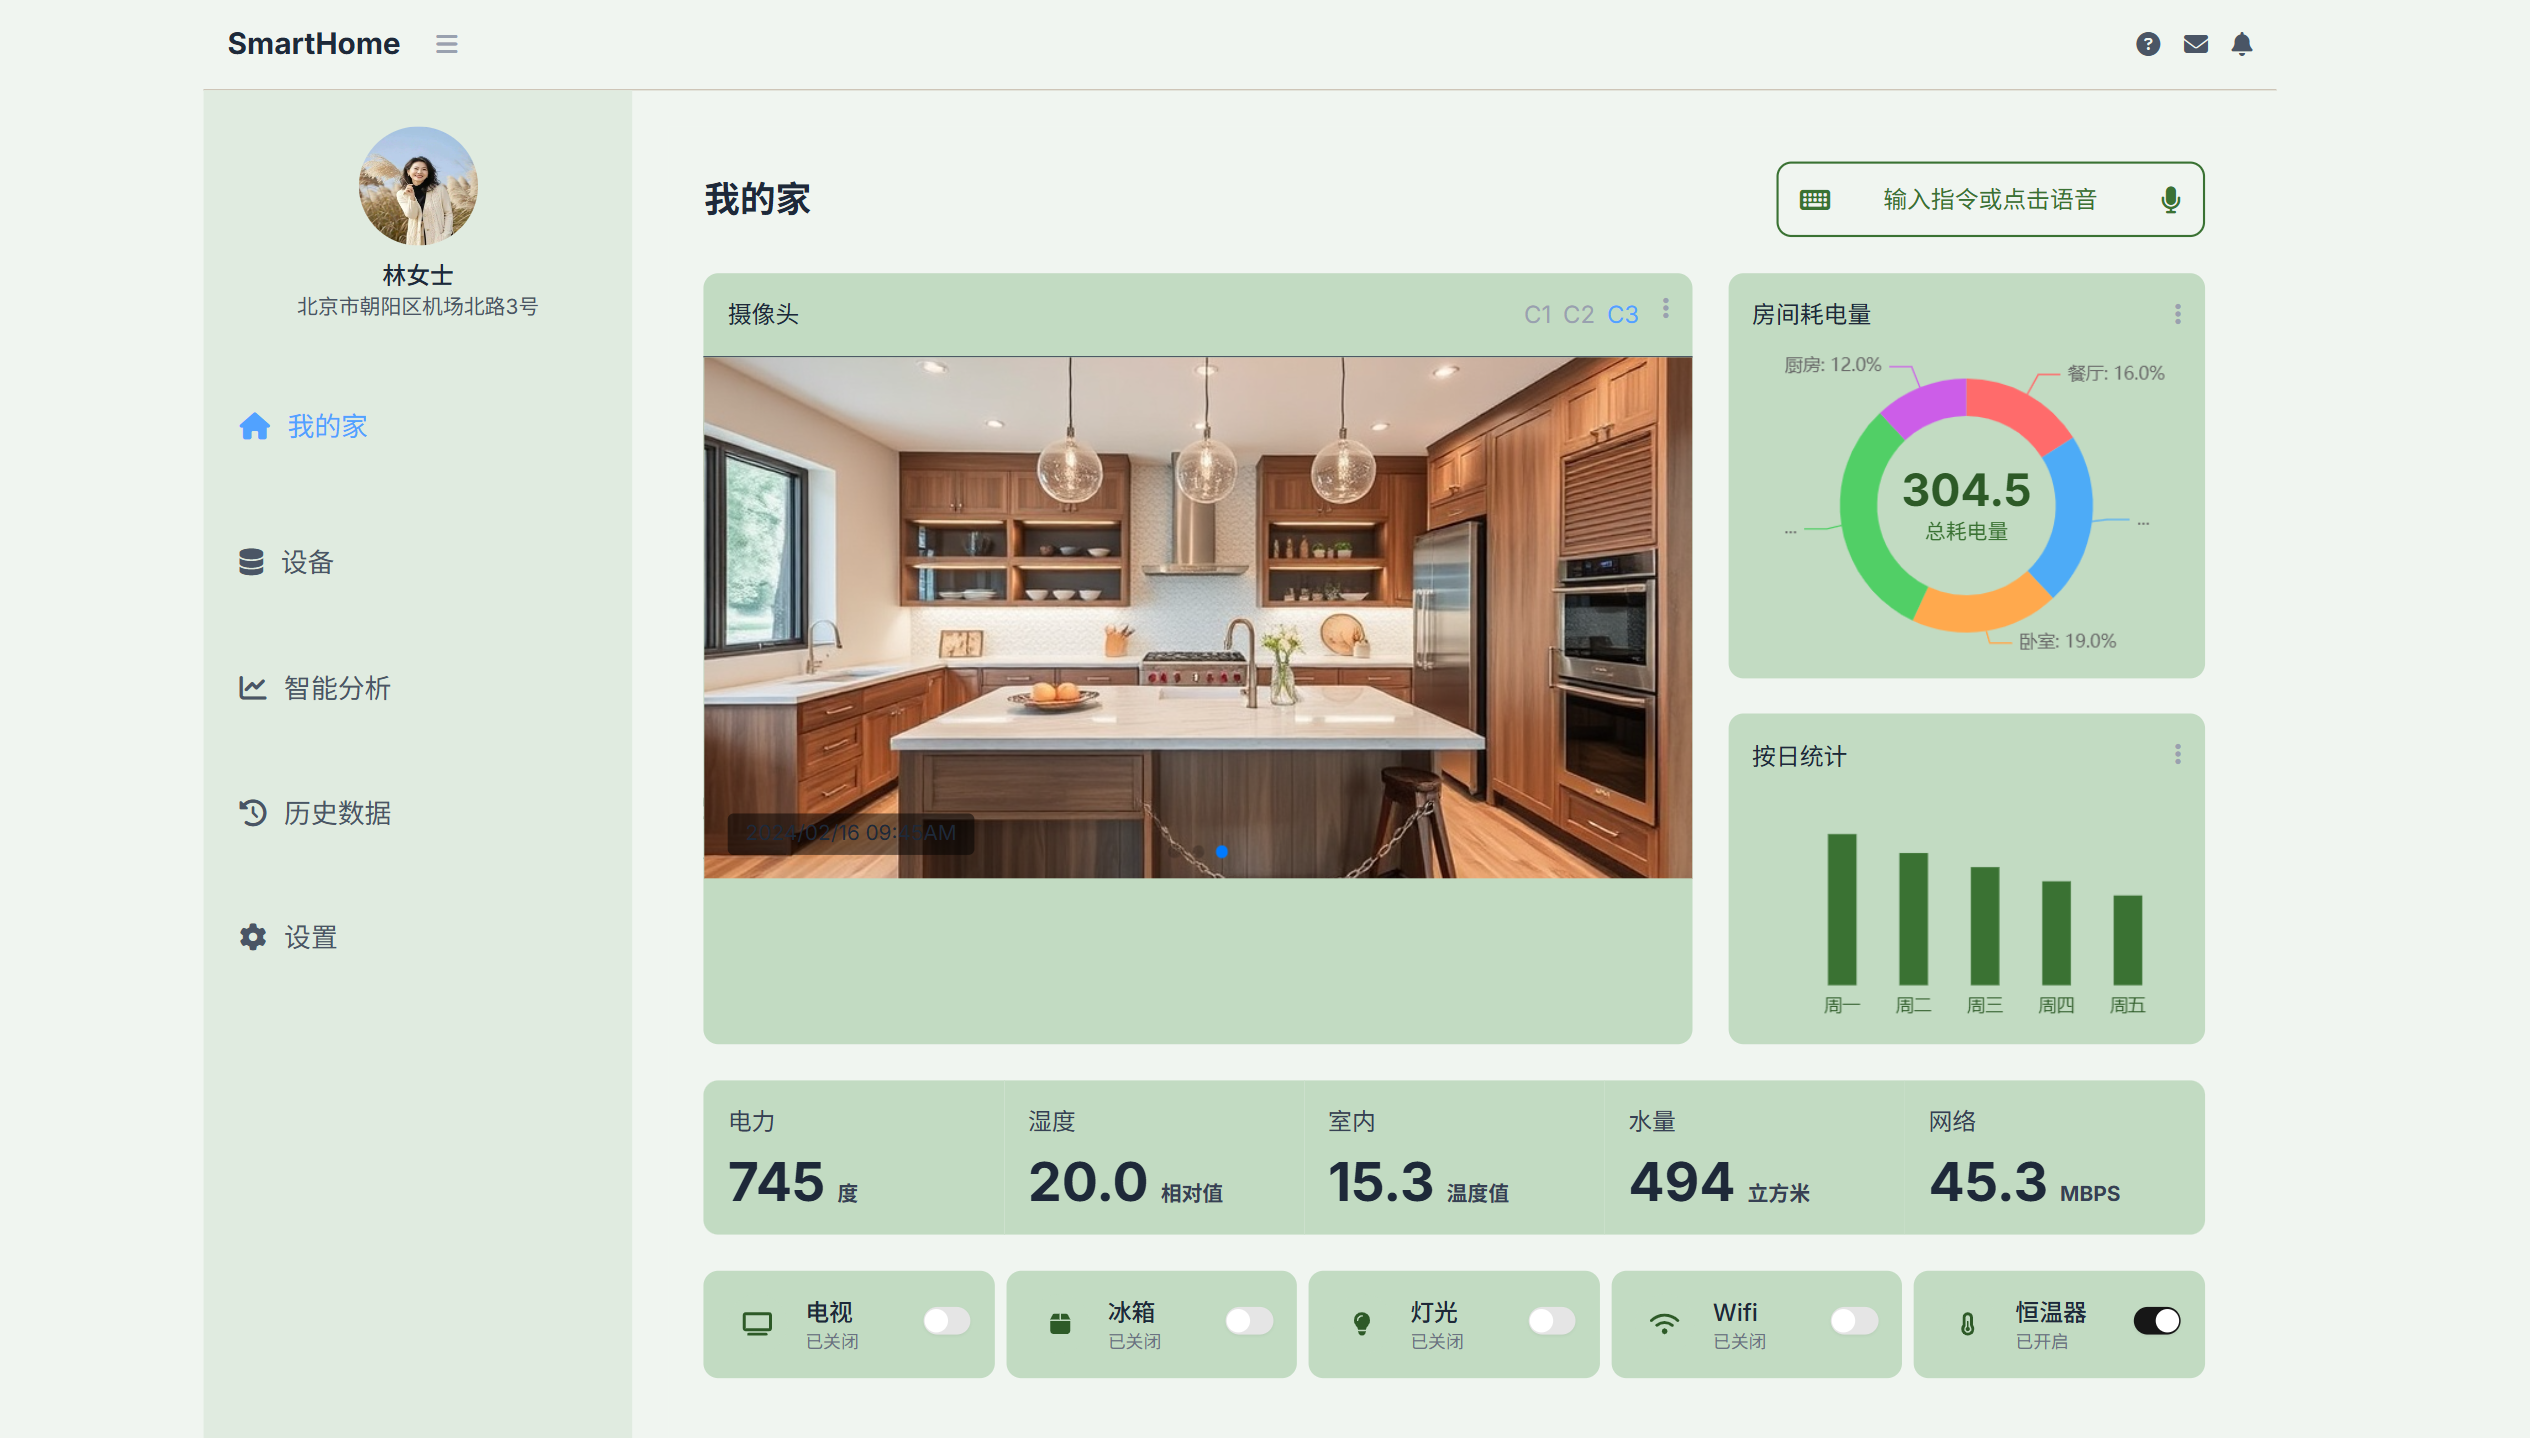 SmartHome
林女士
北京市朝阳区机场北路3号
我的家
设备
智能分析
历史数据
设置
我的家
输入指令或点击语音
摄像头
C1 C2 C3
2024/02/16 09:45AM
房间耗电量
厨房: 12.0%
餐厅: 16.0%
304.5
总耗电量
...
...
卧室: 19.0%
按日统计
周一 周二 周三 周四 周五
电力
745 度
湿度
20.0 相对值
室内
15.3 温度值
水量
494 立方米
网络
45.3 MBPS
电视
已关闭
冰箱
已关闭
灯光
已关闭
Wifi
已关闭
恒温器
已开启